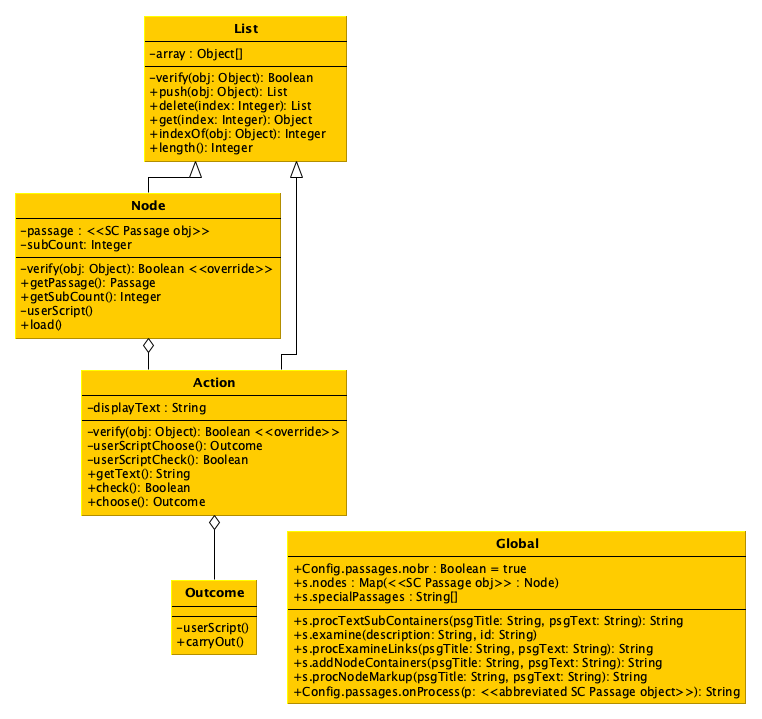 List
-array : Object[]
-verify(obj: Object): Boolean
+push(obj: Object): List
+delete(index: Integer): List
+get(index: Integer): Object
+indexOf(obj: Object): Integer
+length(): Integer
Node
-passage : <<SC Passage obj>>
-subCount: Integer
-verify(obj: Object): Boolean <<override>>
+getPassage(): Passage
+getSubCount(): Integer
-userScript()
+load()
Action
-displayText : String
-verify(obj: Object): Boolean <<override>>
-userScriptChoose(): Outcome
-userScriptCheck(): Boolean
+getText(): String
+check(): Boolean
+choose(): Outcome
Outcome
-userScript()
+carryOut()
Global
+Config.passages.nobr : Boolean = true
+s.nodes : Map(<<SC Passage obj>> : Node)
+s.specialPassages : String[]
+s.procTextSubContainers(psgTitle: String, psgText: String): String
+s.examine(description: String, id: String)
+s.procExamineLinks(psgTitle: String, psgText: String): String
+s.addNodeContainers(psgTitle: String, psgText: String): String
+s.procNodeMarkup(psgTitle: String, psgText: String): String
+Config.passages.onProcess(p: <<abbreviated SC Passage object>>): String